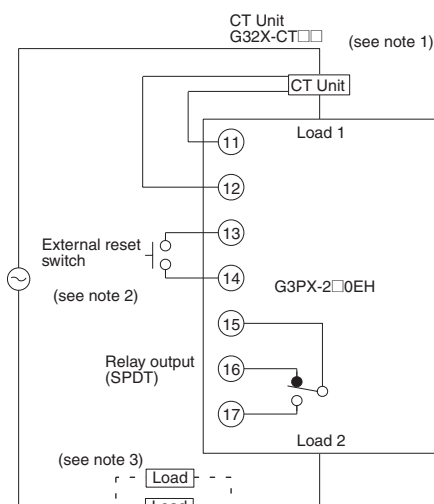 CT Unit
G32X-CT□□
(see note 1)
CT Unit
Load 1
11
12
13
External reset
switch
14
(see note 2)
G3PX-2□0EH
15
Relay output
(SPDT)
16
17
Load 2
(see note 3)
Load
Load